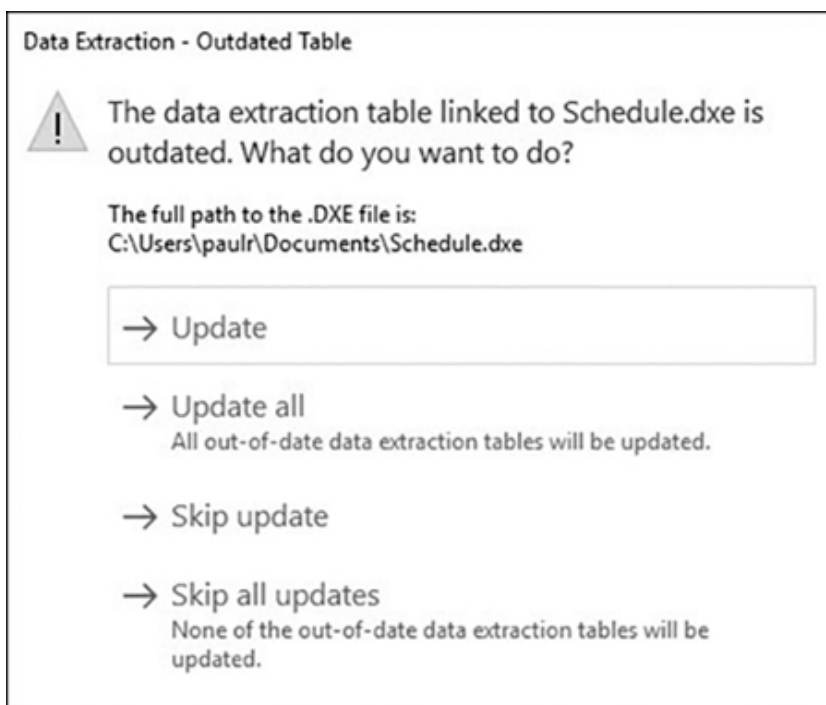 Data Extraction - Outdated Table
!
The data extraction table linked to Schedule.dxe is
outdated. What do you want to do?
The full path to the .DXE file is:
C:\Users\paulr\Documents\Schedule.dxe
→ Update
→ Update all
All out-of-date data extraction tables will be updated.
→ Skip update
→ Skip all updates
None of the out-of-date data extraction tables will be
updated.